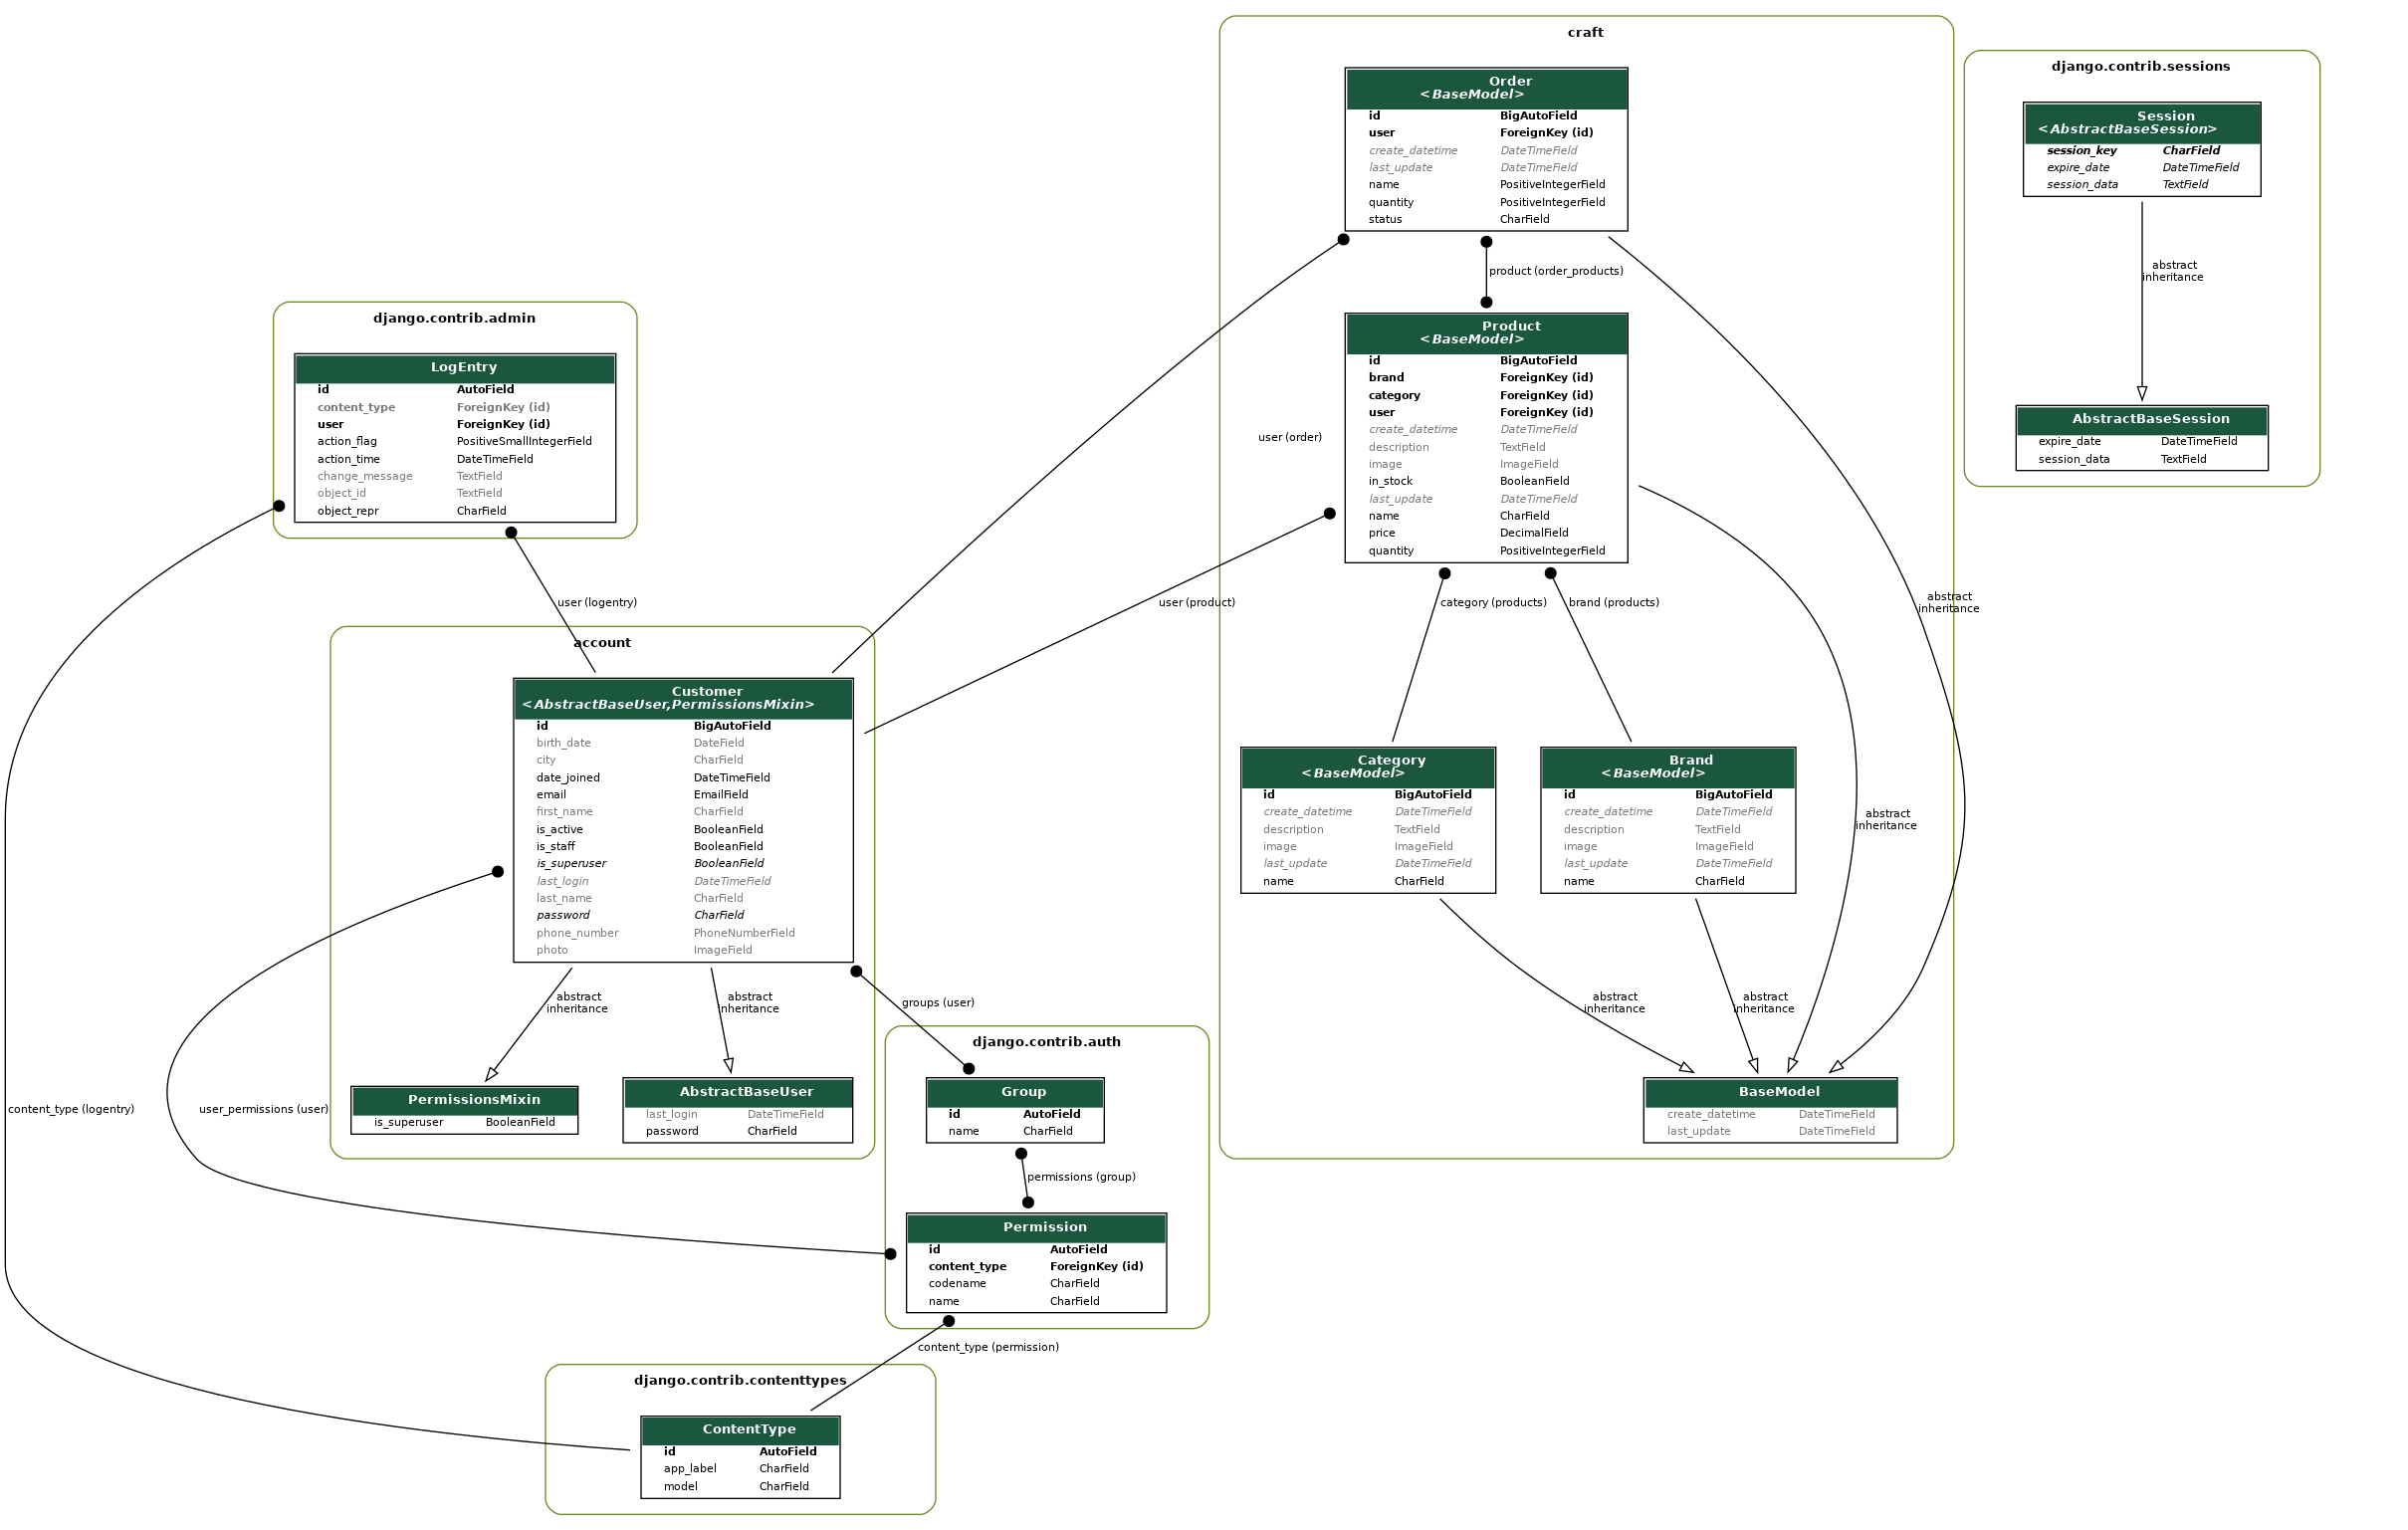 craft
Order
<BaseModel>
id BigAutoField
user ForeignKey (id)
create_datetime DateTimeField
last_update DateTimeField
name PositiveIntegerField
quantity PositiveIntegerField
status CharField
product (order_products)
Product
<BaseModel>
id BigAutoField
brand ForeignKey (id)
category ForeignKey (id)
user ForeignKey (id)
create_datetime DateTimeField
description TextField
image ImageField
in_stock BooleanField
last_update DateTimeField
name CharField
price DecimalField
quantity PositiveIntegerField
user (order)
user (product)
category (products)
brand (products)
abstract
inheritance
Category
<BaseModel>
id BigAutoField
create_datetime DateTimeField
description TextField
image ImageField
last_update DateTimeField
name CharField
Brand
<BaseModel>
id BigAutoField
create_datetime DateTimeField
description TextField
image ImageField
last_update DateTimeField
name CharField
abstract
inheritance
abstract
inheritance
abstract
inheritance
BaseModel
create_datetime DateTimeField
last_update DateTimeField
django.contrib.sessions
Session
<AbstractBaseSession>
session_key CharField
expire_date DateTimeField
session_data TextField
abstract
inheritance
AbstractBaseSession
expire_date DateTimeField
session_data TextField
django.contrib.admin
LogEntry
id AutoField
content_type ForeignKey (id)
user ForeignKey (id)
action_flag PositiveSmallIntegerField
action_time DateTimeField
change_message TextField
object_id TextField
object_repr CharField
user (logentry)
account
Customer
<AbstractBaseUser,PermissionsMixin>
id BigAutoField
birth_date DateField
city CharField
date_joined DateTimeField
email EmailField
first_name CharField
is_active BooleanField
is_staff BooleanField
is_superuser BooleanField
last_login DateTimeField
last_name CharField
password CharField
phone_number PhoneNumberField
photo ImageField
abstract
inheritance
abstract
inheritance
groups (user)
PermissionsMixin
is_superuser BooleanField
AbstractBaseUser
last_login DateTimeField
password CharField
content_type (logentry)
user_permissions (user)
django.contrib.auth
Group
id AutoField
name CharField
permissions (group)
Permission
id AutoField
content_type ForeignKey (id)
codename CharField
name CharField
content_type (permission)
django.contrib.contenttypes
ContentType
id AutoField
app_label CharField
model CharField